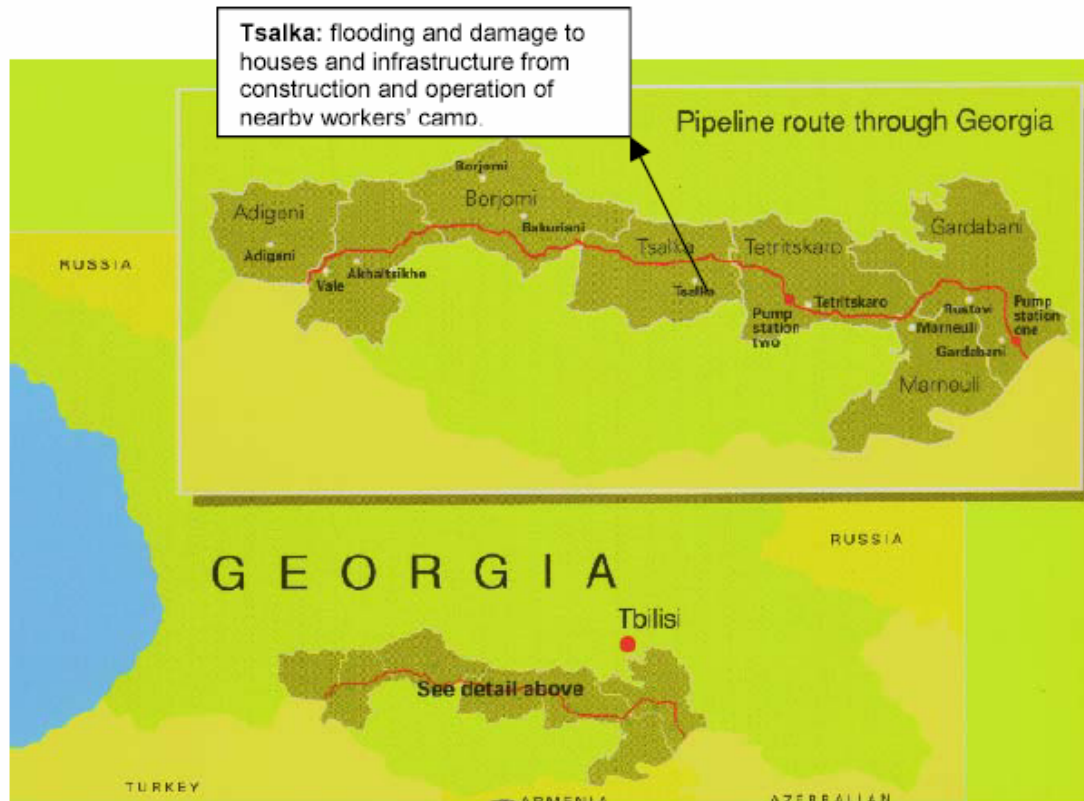 Tsalka: flooding and damage to
houses and infrastructure from
construction and operation of
nearby workers' camp.
Pipeline route through Georgia
Borjomi
Borjomi
Bakuriani
Adigeni
Adigeni
Vale
Akhaltsikhe
Tsalka
Tsalka
Tetritskaro
Tetritskaro
Pump
station
two
Gardabani
Rustavi
Pump
station
one
Marneuli
Gardabani
Marneuli
RUSSIA
RUSSIA
GEORGIA
Tbilisi
See detail above
TURKEY
ARMENIA
AZERBAIJAN